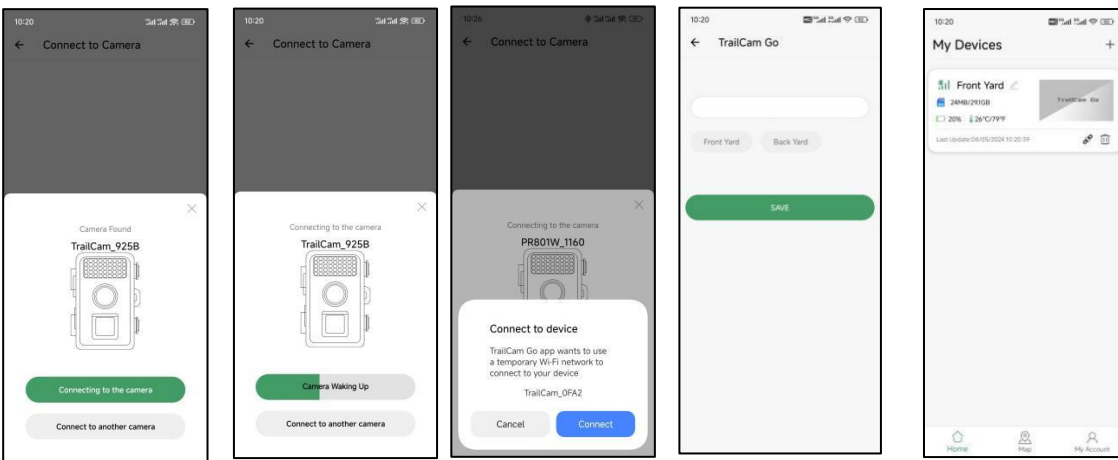 10:20
← Connect to Camera
Camera Found
TrailCam_925B
Connecting to the camera
Connect to another camera
10:20
← Connect to Camera
Connecting to the camera
TrailCam_925B
Camera Waking Up
Connect to another camera
10:26
← Connect to Camera
Connecting to the camera
PR801W_1160
Connect to device
TrailCam Go app wants to use
a temporary Wi-Fi network to
connect to your device
TrailCam_0FA2
Cancel Connect
10:20
← TrailCam Go
Front Yard Back Yard
SAVE
10:20
My Devices +
Front Yard
24MB/291GB
TrailCam Go
20% 26°C/79°F
Last Update:08/05/2024 10:20:39
Home Map My Account